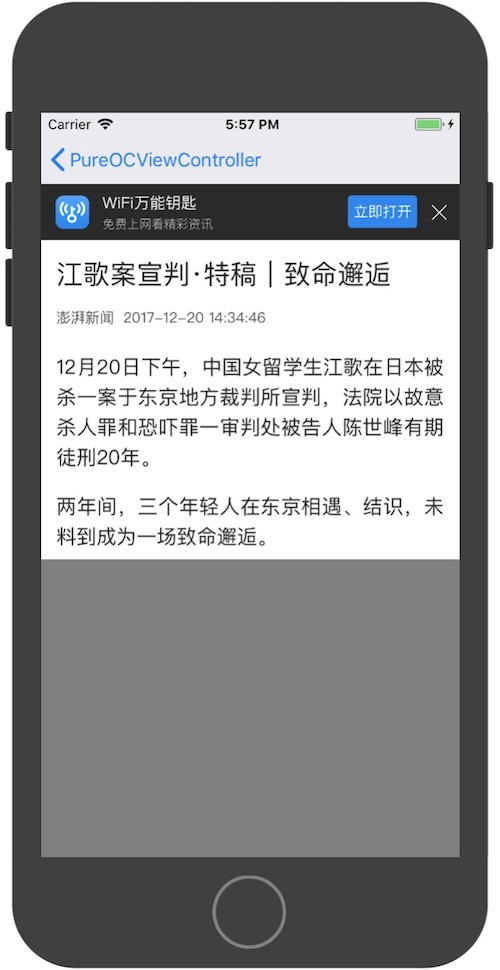 Carrier 5:57 PM
PureOCViewController
WiFi万能钥匙
免费上网看精彩资讯
立即打开
江歌案宣判·特稿｜致命邂逅
澎湃新闻 2017-12-20 14:34:46
12月20日下午，中国女留学生江歌在日本被
杀一案于东京地方裁判所宣判，法院以故意
杀人罪和恐吓罪一审判处被告人陈世峰有期
徒刑20年。
两年间，三个年轻人在东京相遇、结识，未
料到成为一场致命邂逅。